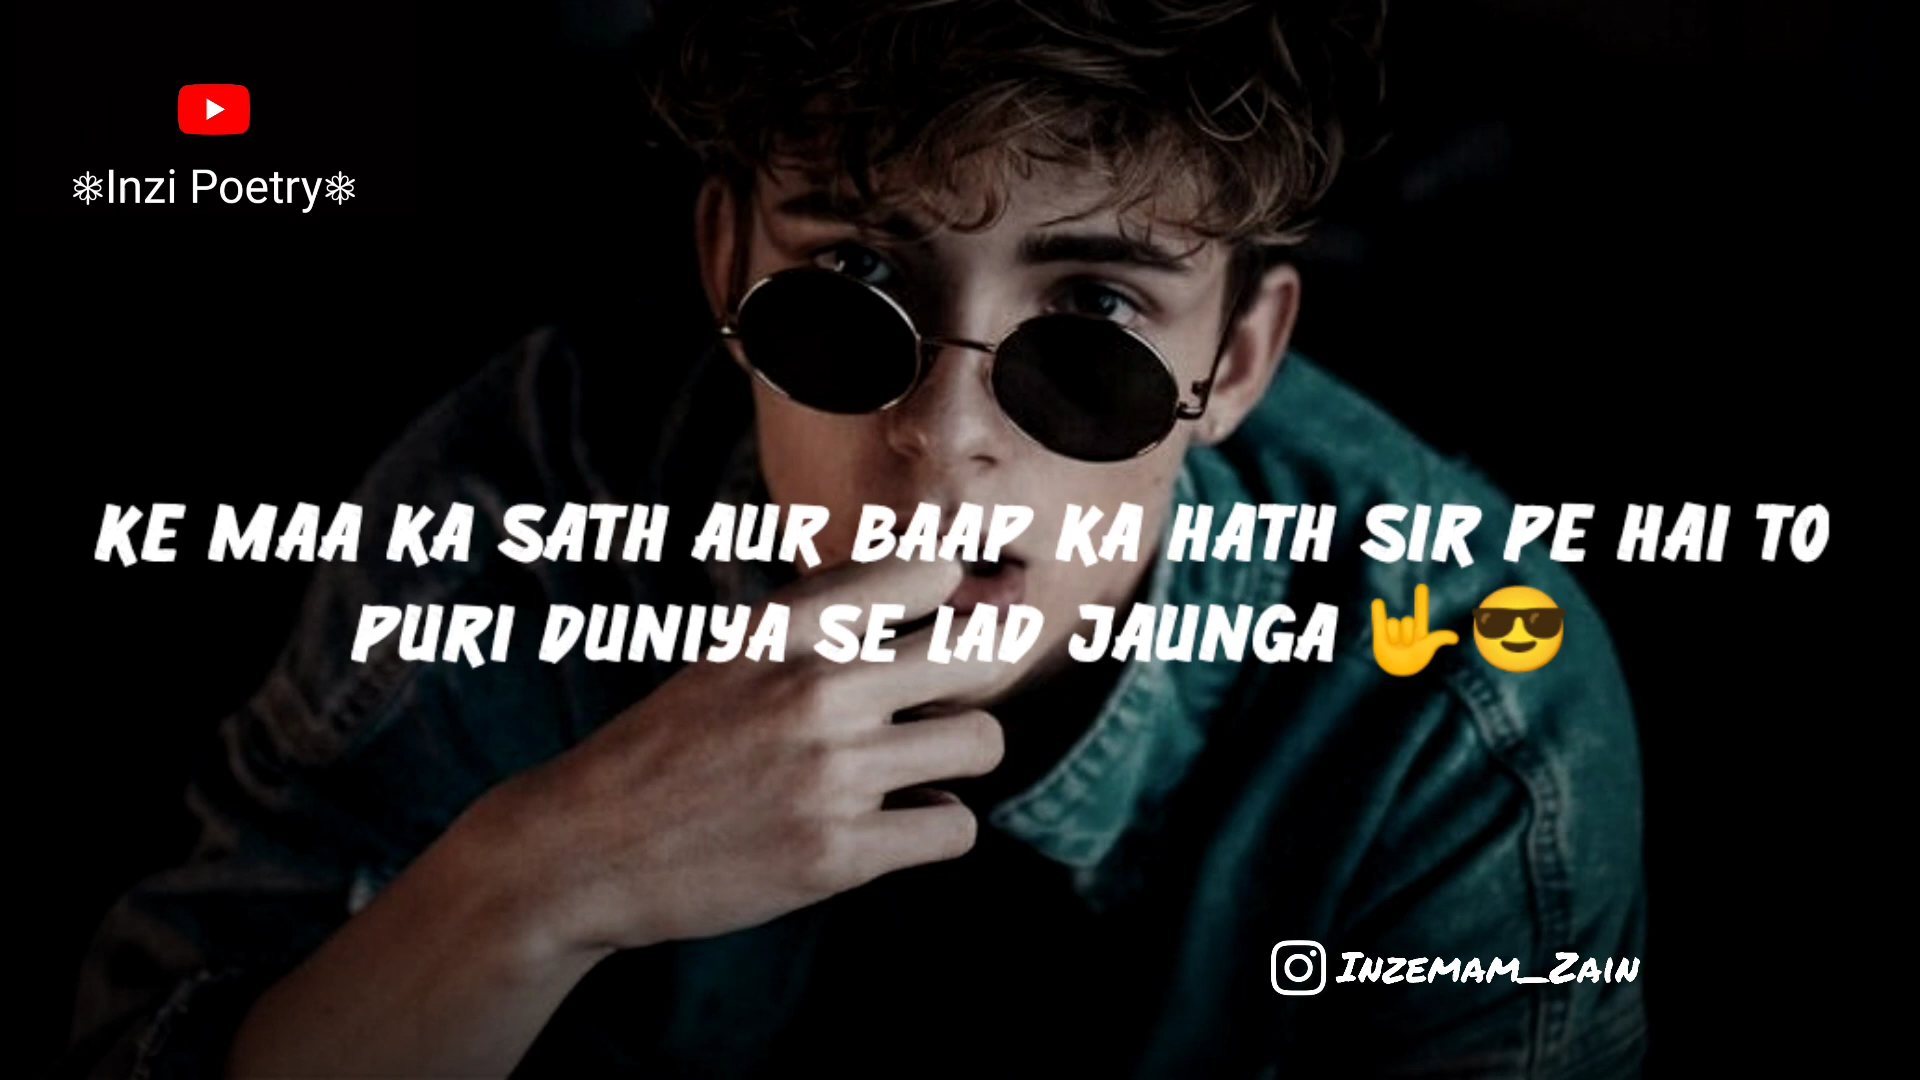 ❄Inzi Poetry❄
KE MAA KA SATH AUR BAAP KA HATH SIR PE HAI TO
PURI DUNIYA SE LAD JAUNGA 🤟😎
INZEMAM_ZAIN